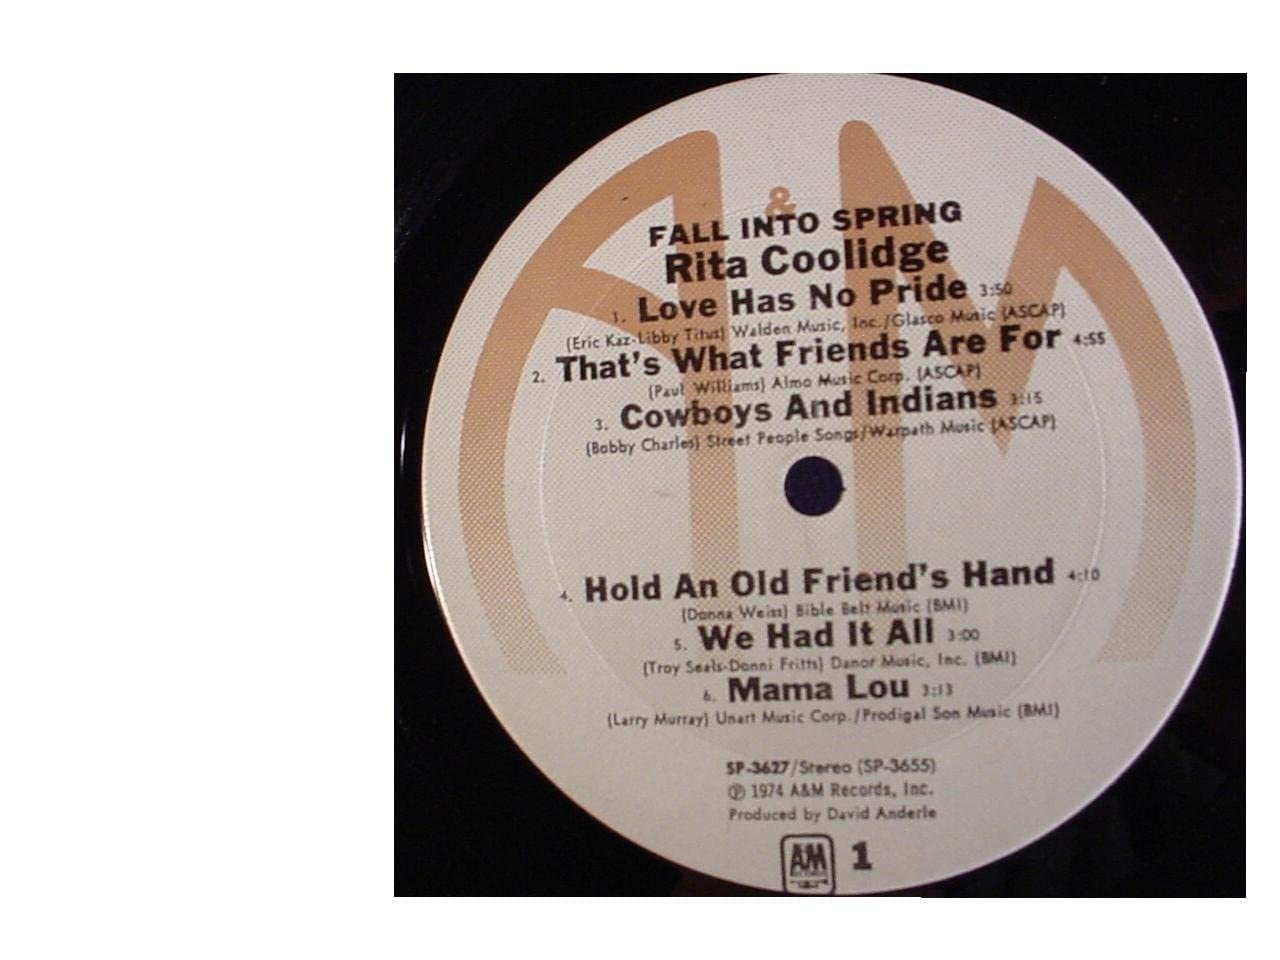 &
FALL INTO SPRING
Rita Coolidge
1. Love Has No Pride 3:50
(Eric Kaz-Libby Titus) Walden Music, Inc./Glasco Music (ASCAP)
2. That's What Friends Are For 4:55
(Paul Williams) Almo Music Corp. (ASCAP)
3. Cowboys And Indians 3:15
(Bobby Charles) Street People Songs/Warpath Music (ASCAP)
4. Hold An Old Friend's Hand 4:10
(Donna Weiss) Bible Belt Music (BMI)
5. We Had It All 3:00
(Troy Seals-Donni Fritts) Danor Music, Inc. (BMI)
6. Mama Lou 3:13
(Larry Murray) Unart Music Corp./Prodigal Son Music (BMI)
SP-3627/Stereo (SP-3655)
℗ 1974 A&M Records, Inc.
Produced by David Anderle
A&M RECORDS 1